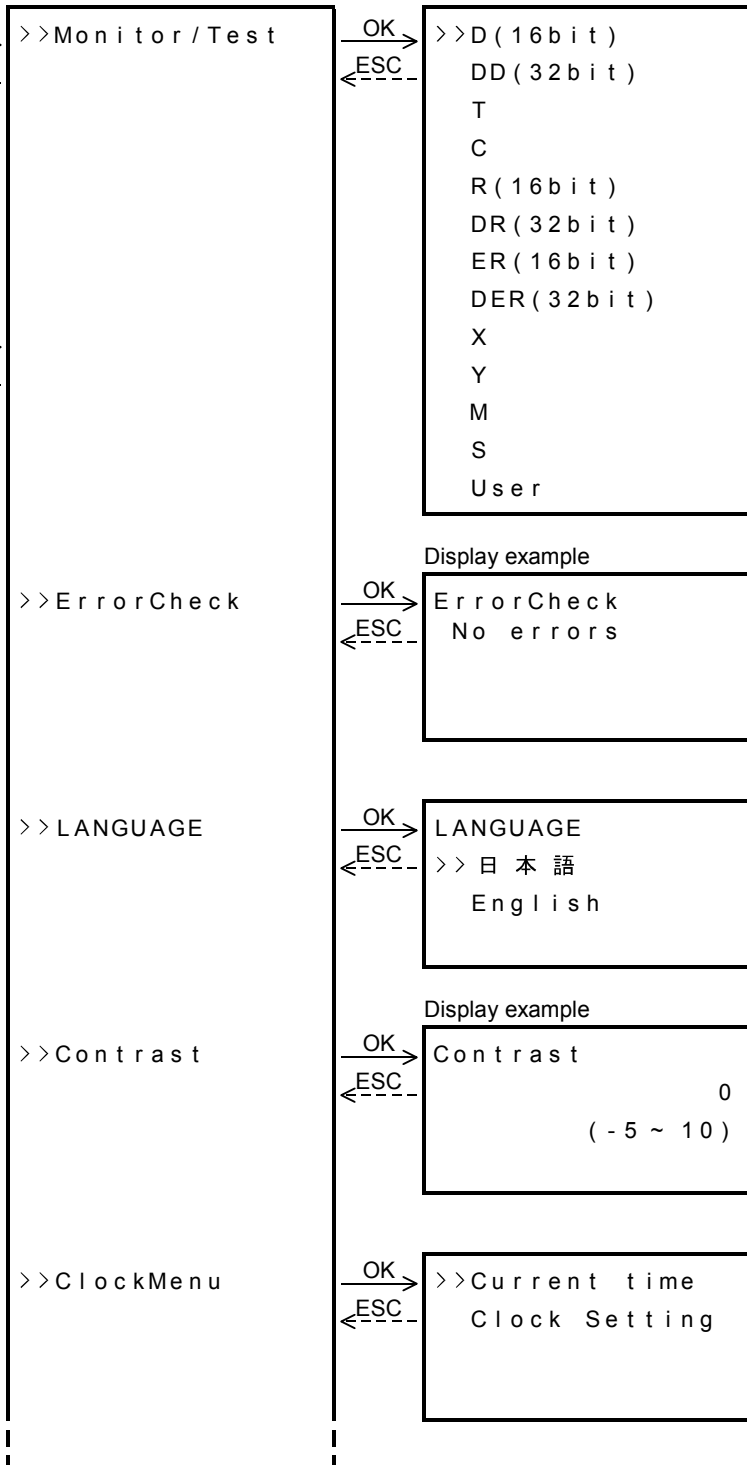 >>Monitor/Test
OK
ESC
>>D(16bit)
DD(32bit)
T
C
R(16bit)
DR(32bit)
ER(16bit)
DER(32bit)
X
Y
M
S
User
>>ErrorCheck
OK
ESC
Display example
ErrorCheck
No errors
>>LANGUAGE
OK
ESC
LANGUAGE
>>日本語
English
>>Contrast
OK
ESC
Display example
Contrast
0
(-5~10)
>>ClockMenu
OK
ESC
>>Current time
Clock Setting